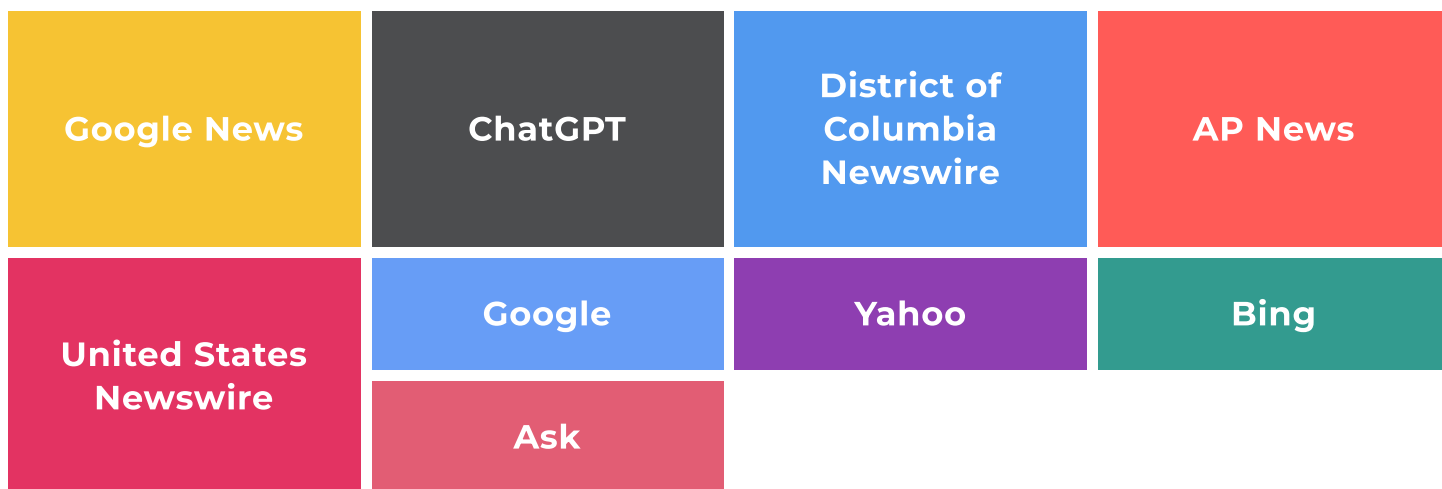 Google News
ChatGPT
District of
Columbia
Newswire
AP News
United States
Newswire
Google
Yahoo
Bing
Ask